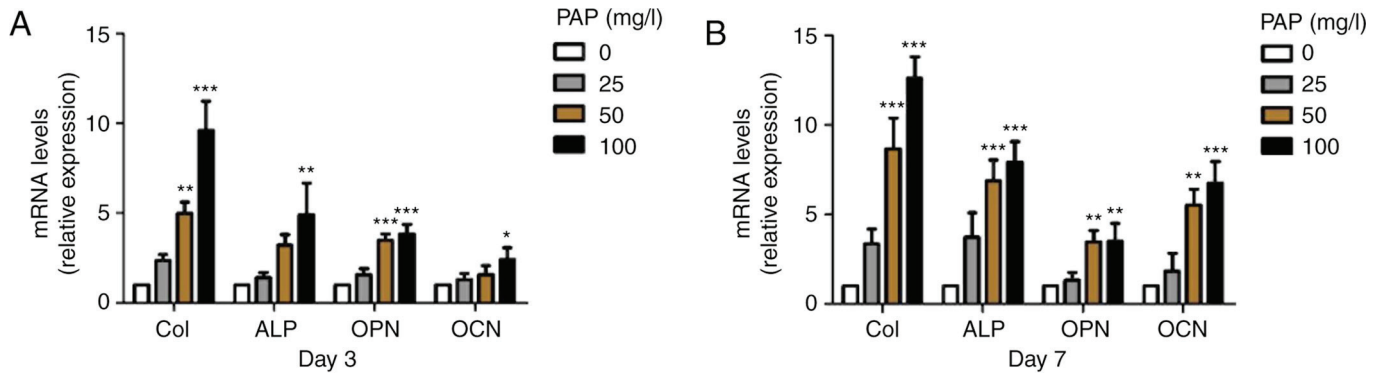 A
mRNA levels
(relative expression)
15
10
5
0
***
**
**
***
***
*
Col
ALP
OPN
OCN
Day 3
PAP (mg/l)
0
25
50
100
B
mRNA levels
(relative expression)
15
10
5
0
***
***
***
***
**
**
**
***
Col
ALP
OPN
OCN
Day 7
PAP (mg/l)
0
25
50
100